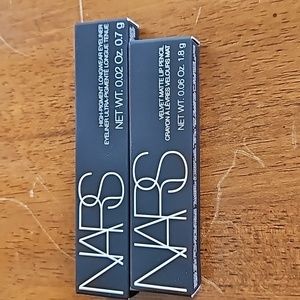 NARS
HIGH-PIGMENT LONGWEAR EYELINER
EYELINER ULTRA-PIGMENTÉ LONGUE TENUE
NET WT. 0.02 Oz. 0.7 g
NARS
VELVET MATTE LIP PENCIL
CRAYON À LÈVRES VELOURS MAT
NET WT. 0.06 Oz. 1.8 g